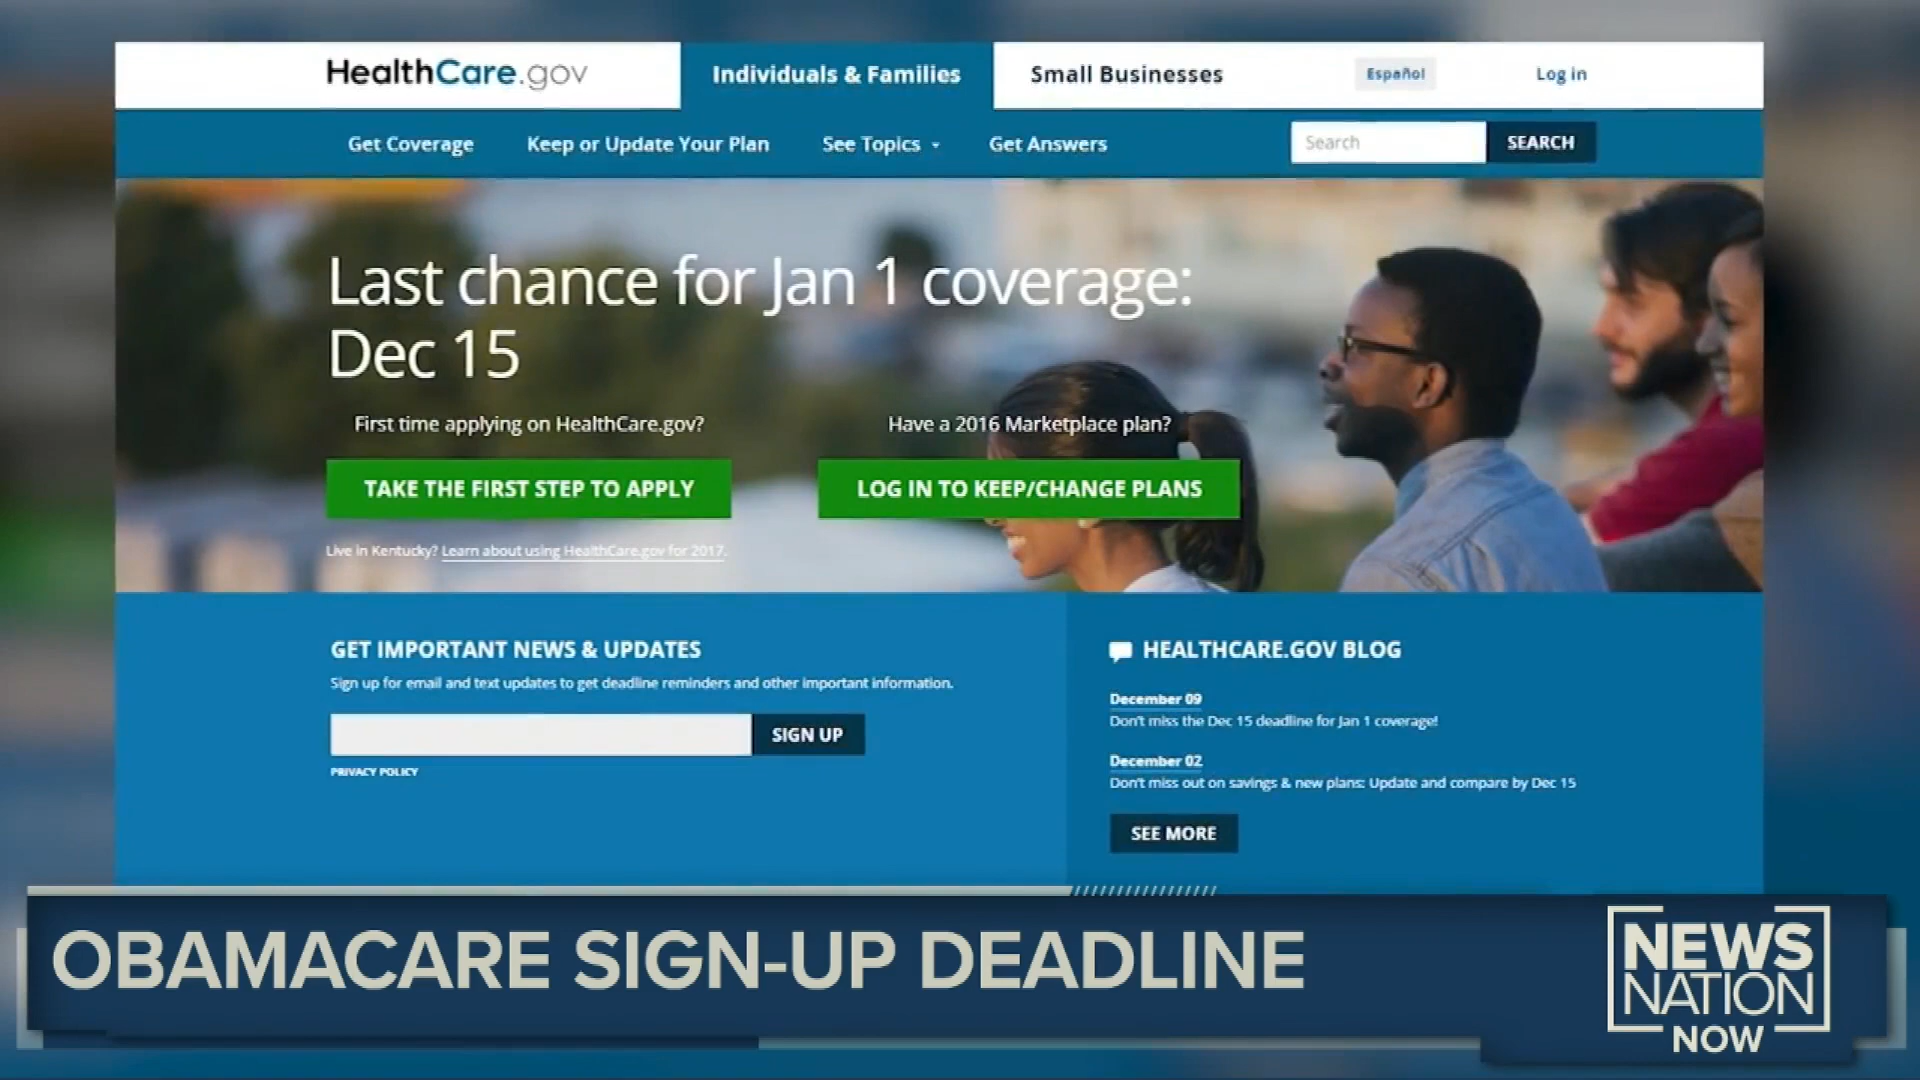 HealthCare.gov
Individuals & Families
Small Businesses
Español
Log in
Get Coverage
Keep or Update Your Plan
See Topics
Get Answers
Search
SEARCH
Last chance for Jan 1 coverage:
Dec 15
First time applying on HealthCare.gov?
Have a 2016 Marketplace plan?
TAKE THE FIRST STEP TO APPLY
LOG IN TO KEEP/CHANGE PLANS
Live in Kentucky? Learn about using HealthCare.gov for 2017.
GET IMPORTANT NEWS & UPDATES
Sign up for email and text updates to get deadline reminders and other important information.
SIGN UP
PRIVACY POLICY
HEALTHCARE.GOV BLOG
December 09
Don't miss the Dec 15 deadline for Jan 1 coverage!
December 02
Don't miss out on savings & new plans: Update and compare by Dec 15
SEE MORE
OBAMACARE SIGN-UP DEADLINE
NEWS
NATION
NOW